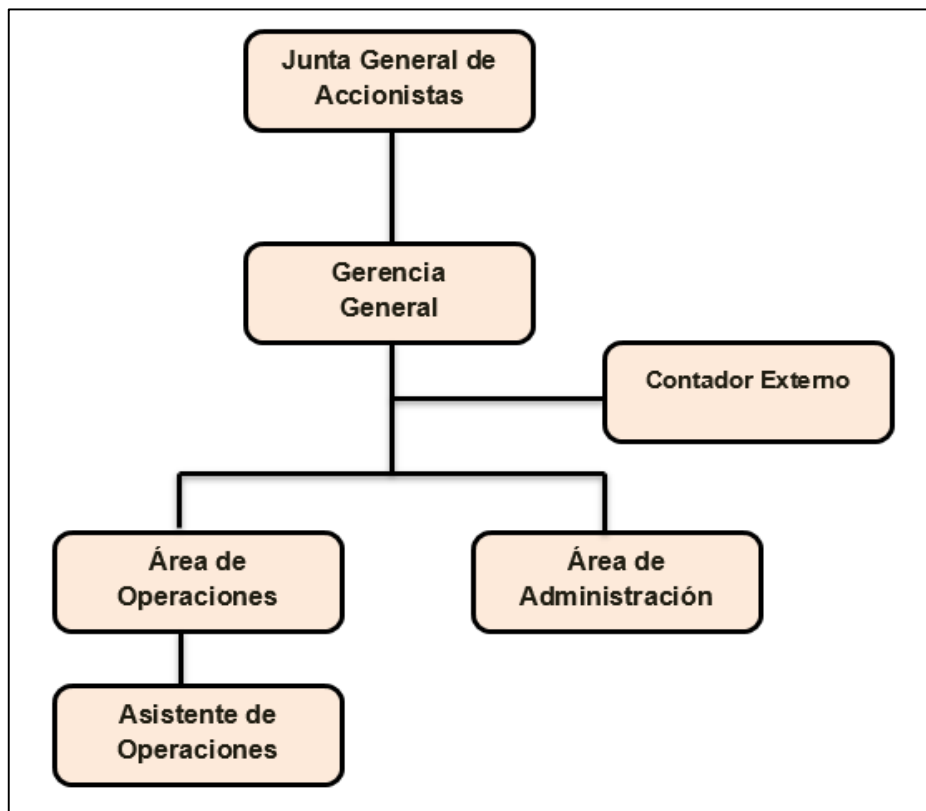 Junta General de
Accionistas
Gerencia
General
Contador Externo
Área de
Operaciones
Área de
Administración
Asistente de
Operaciones